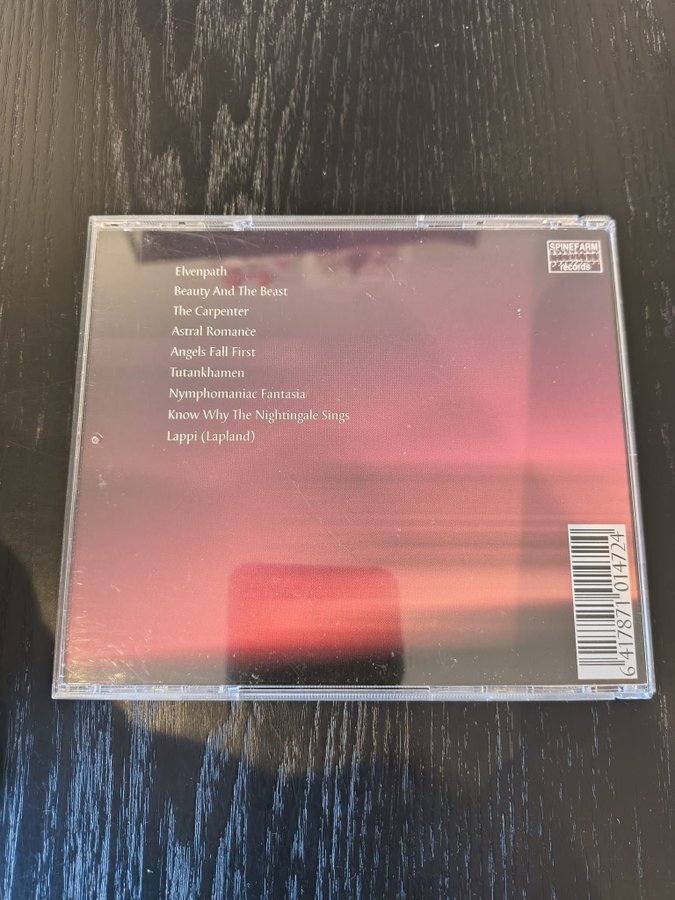 SPINEFARM
records
Elvenpath
Beauty And The Beast
The Carpenter
Astral Romance
Angels Fall First
Tutankhamen
Nymphomaniac Fantasia
Know Why The Nightingale Sings
Lappi (Lapland)
6 417871 014724